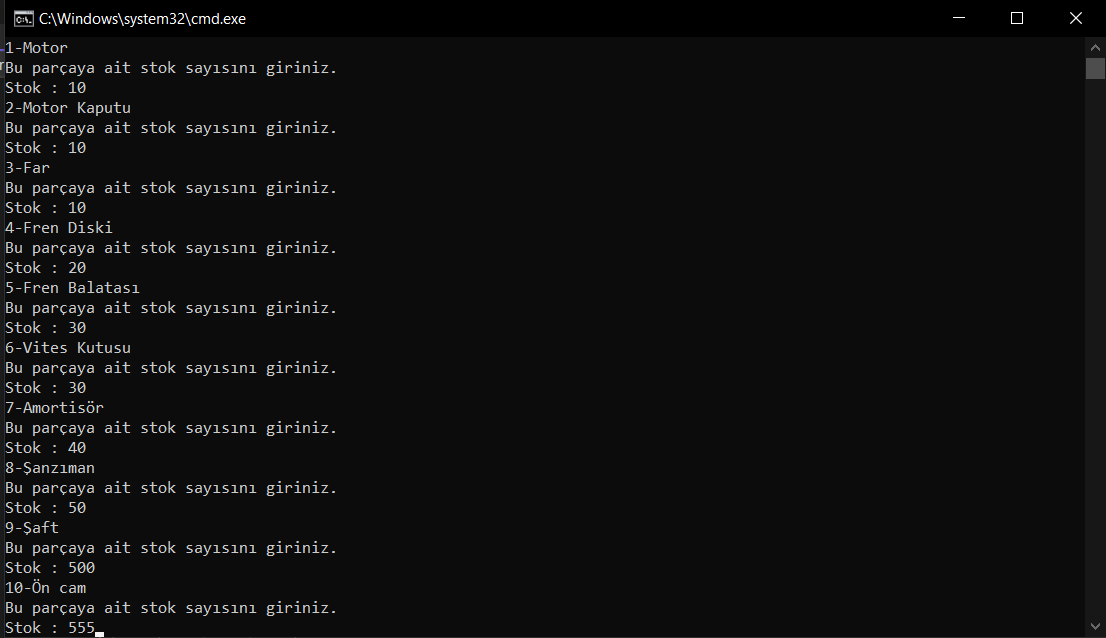 C:\Windows\system32\cmd.exe
1-Motor
Bu parçaya ait stok sayısını giriniz.
Stok : 10
2-Motor Kaputu
Bu parçaya ait stok sayısını giriniz.
Stok : 10
3-Far
Bu parçaya ait stok sayısını giriniz.
Stok : 10
4-Fren Diski
Bu parçaya ait stok sayısını giriniz.
Stok : 20
5-Fren Balatası
Bu parçaya ait stok sayısını giriniz.
Stok : 30
6-Vites Kutusu
Bu parçaya ait stok sayısını giriniz.
Stok : 30
7-Amortisör
Bu parçaya ait stok sayısını giriniz.
Stok : 40
8-Şanzıman
Bu parçaya ait stok sayısını giriniz.
Stok : 50
9-Şaft
Bu parçaya ait stok sayısını giriniz.
Stok : 500
10-Ön cam
Bu parçaya ait stok sayısını giriniz.
Stok : 555